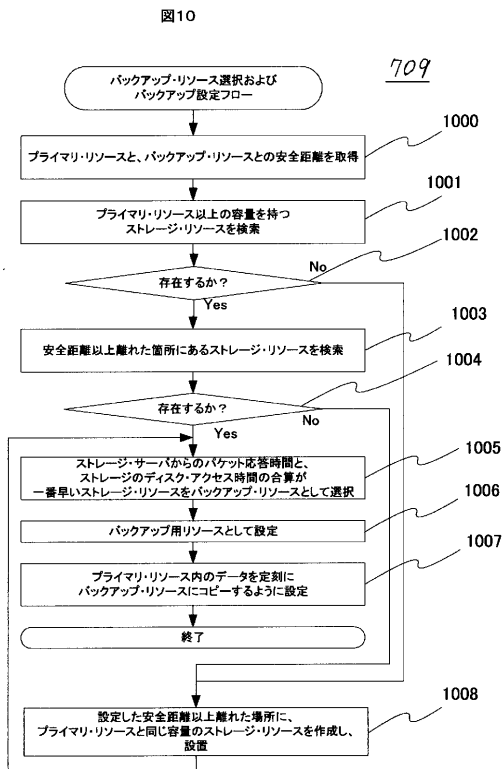 図10
709
バックアップ・リソース選択および
バックアップ設定フロー
1000
プライマリ・リソースと、バックアップ・リソースとの安全距離を取得
1001
プライマリ・リソース以上の容量を持つ
ストレージ・リソースを検索
1002
存在するか？
No
Yes
1003
安全距離以上離れた箇所にあるストレージ・リソースを検索
1004
存在するか？
No
Yes
1005
ストレージ・サーバからのパケット応答時間と、
ストレージのディスク・アクセス時間の合算が
一番早いストレージ・リソースをバックアップ・リソースとして選択
1006
バックアップ用リソースとして設定
1007
プライマリ・リソース内のデータを定刻に
バックアップ・リソースにコピーするように設定
終了
1008
設定した安全距離以上離れた場所に、
プライマリ・リソースと同じ容量のストレージ・リソースを作成し、
設置